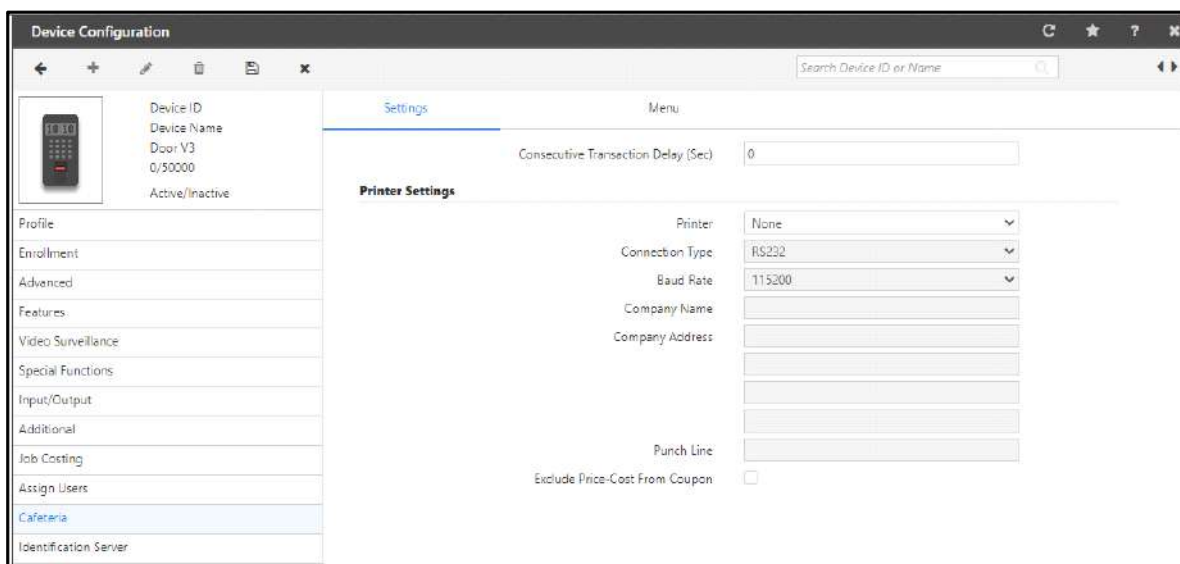 Device Configuration
?
Search Device ID or Name
Device ID
Device Name
Door V3
0/50000
Active/Inactive
Settings
Menu
Consecutive Transaction Delay (Sec)
0
Printer Settings
Printer
None
Connection Type
RS232
Baud Rate
115200
Company Name
Company Address
Punch Line
Exclude Price-Cost From Coupon
Profile
Enrollment
Advanced
Features
Video Surveillance
Special Functions
Input/Output
Additional
Job Costing
Assign Users
Cafeteria
Identification Server